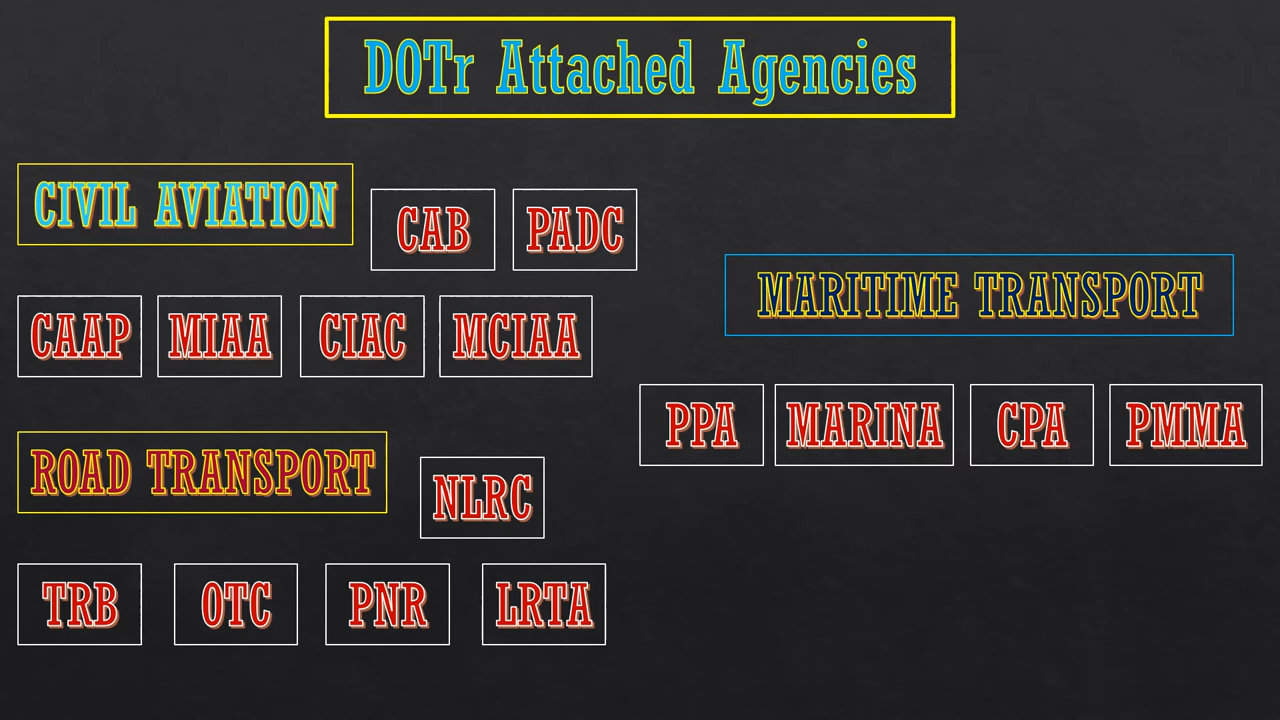 DOTr Attached Agencies
CIVIL AVIATION
CAB PADC
CAAP MIAA CIAC MCIAA
MARITIME TRANSPORT
PPA MARINA CPA PMMA
ROAD TRANSPORT
NLRC
TRB OTC PNR LRTA